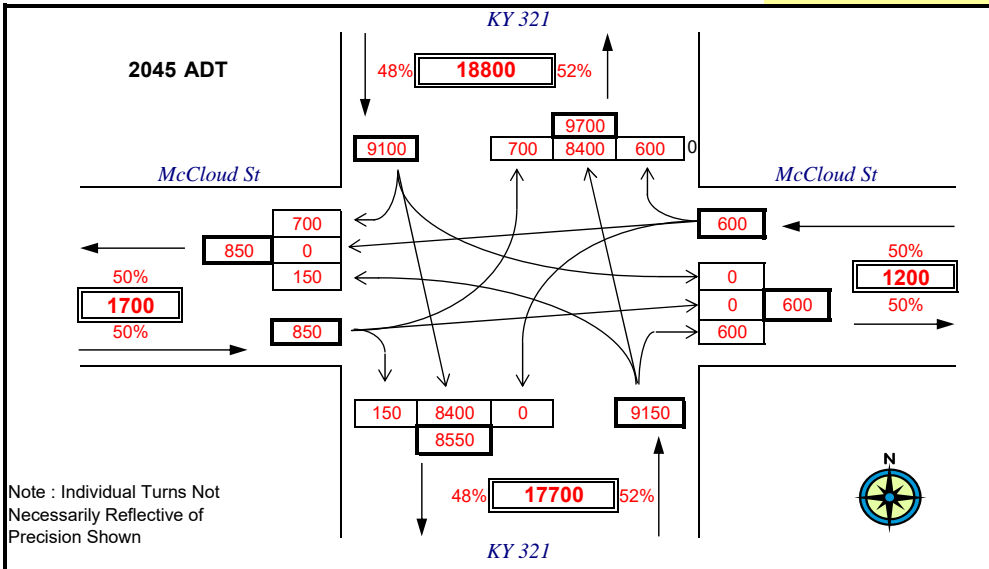 KY 321
2045 ADT
48% 18800 52%
9700
9100
700 8400 600 0
McCloud St
McCloud St
700
600
850 0
50%
150
0
1200
50%
0 600
50%
1700
600
50%
850
150 8400 0
9150
8550
N
Note : Individual Turns Not
Necessarily Reflective of
Precision Shown
48% 17700 52%
KY 321